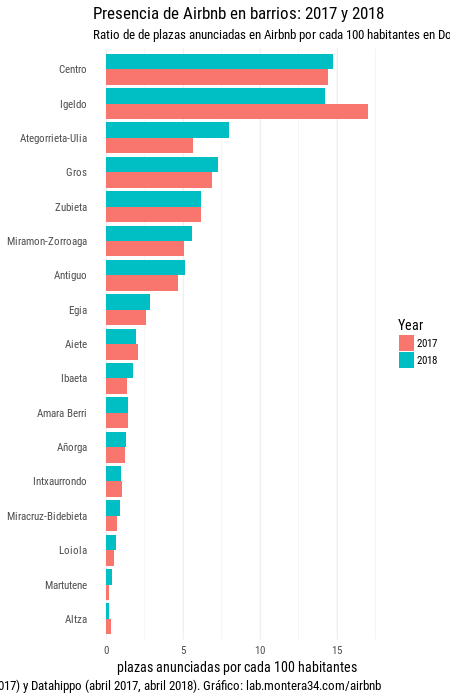 Presencia de Airbnb en barrios: 2017 y 2018
Ratio de de plazas anunciadas en Airbnb por cada 100 habitantes en Do
Centro
Igeldo
Ategorrieta-Ulia
Gros
Zubieta
Miramon-Zorroaga
Antiguo
Egia
Aiete
Ibaeta
Amara Berri
Añorga
Intxaurrondo
Miracruz-Bidebieta
Loiola
Martutene
Altza
Year
2017
2018
0 5 10 15
plazas anunciadas por cada 100 habitantes
017) y Datahippo (abril 2017, abril 2018). Gráfico: lab.montera34.com/airbnb